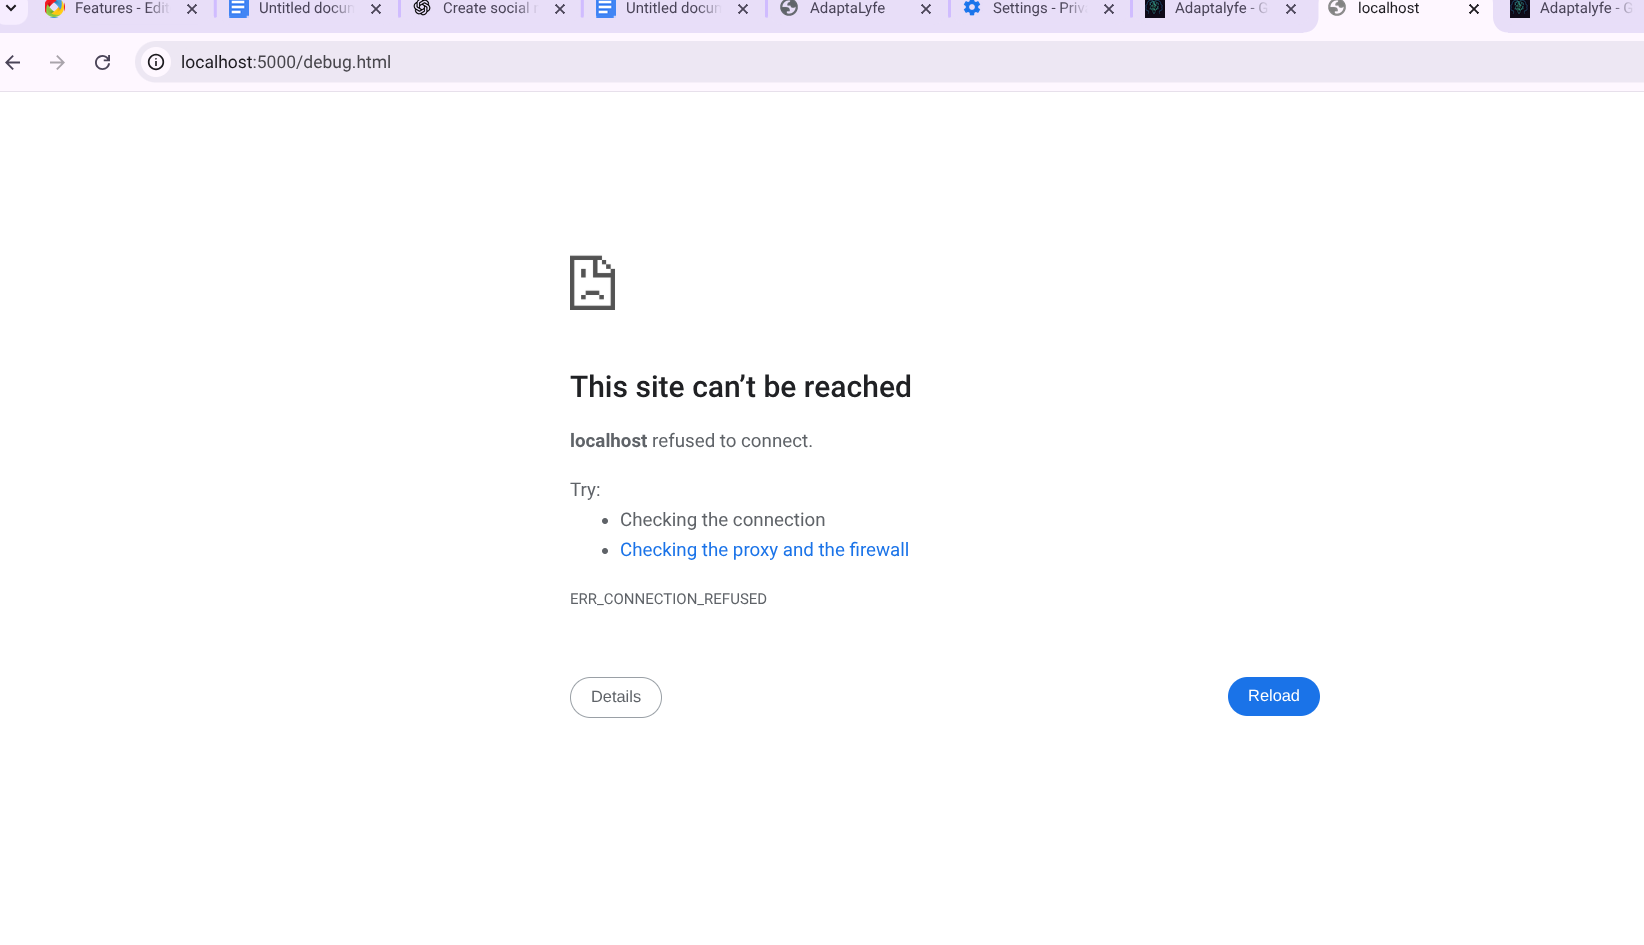 Features - Edit
Untitled docum
Create social
Untitled docum
AdaptaLyfe
Settings - Priv
Adaptalyfe - G
localhost
Adaptalyfe - G
localhost:5000/debug.html
This site can’t be reached
localhost refused to connect.
Try:
Checking the connection
Checking the proxy and the firewall
ERR_CONNECTION_REFUSED
Details
Reload